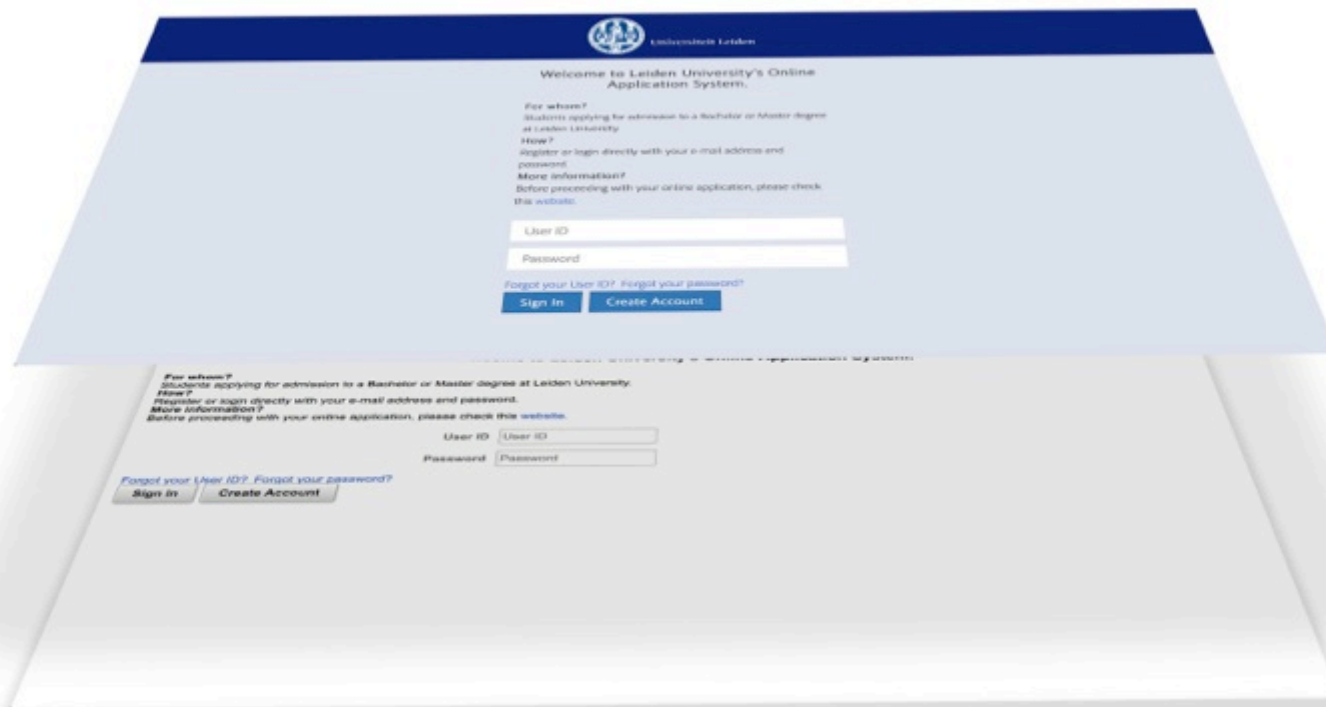 Universiteit Leiden
Welcome to Leiden University's Online
Application System.
For whom?
Students applying for admission to a Bachelor or Master degree
at Leiden University
How?
Register or login directly with your e-mail address and
password.
More information?
Before proceeding with your online application, please check
this website.
User ID
Password
Forgot your User ID? Forgot your password?
Sign In
Create Account
to Leiden University's Online Application System.
For whom?
Students applying for admission to a Bachelor or Master degree at Leiden University.
How?
Register or login directly with your e-mail address and password.
More information?
Before proceeding with your online application, please check this website.
User ID User ID
Password Password
Forgot your User ID? Forgot your password?
Sign In Create Account